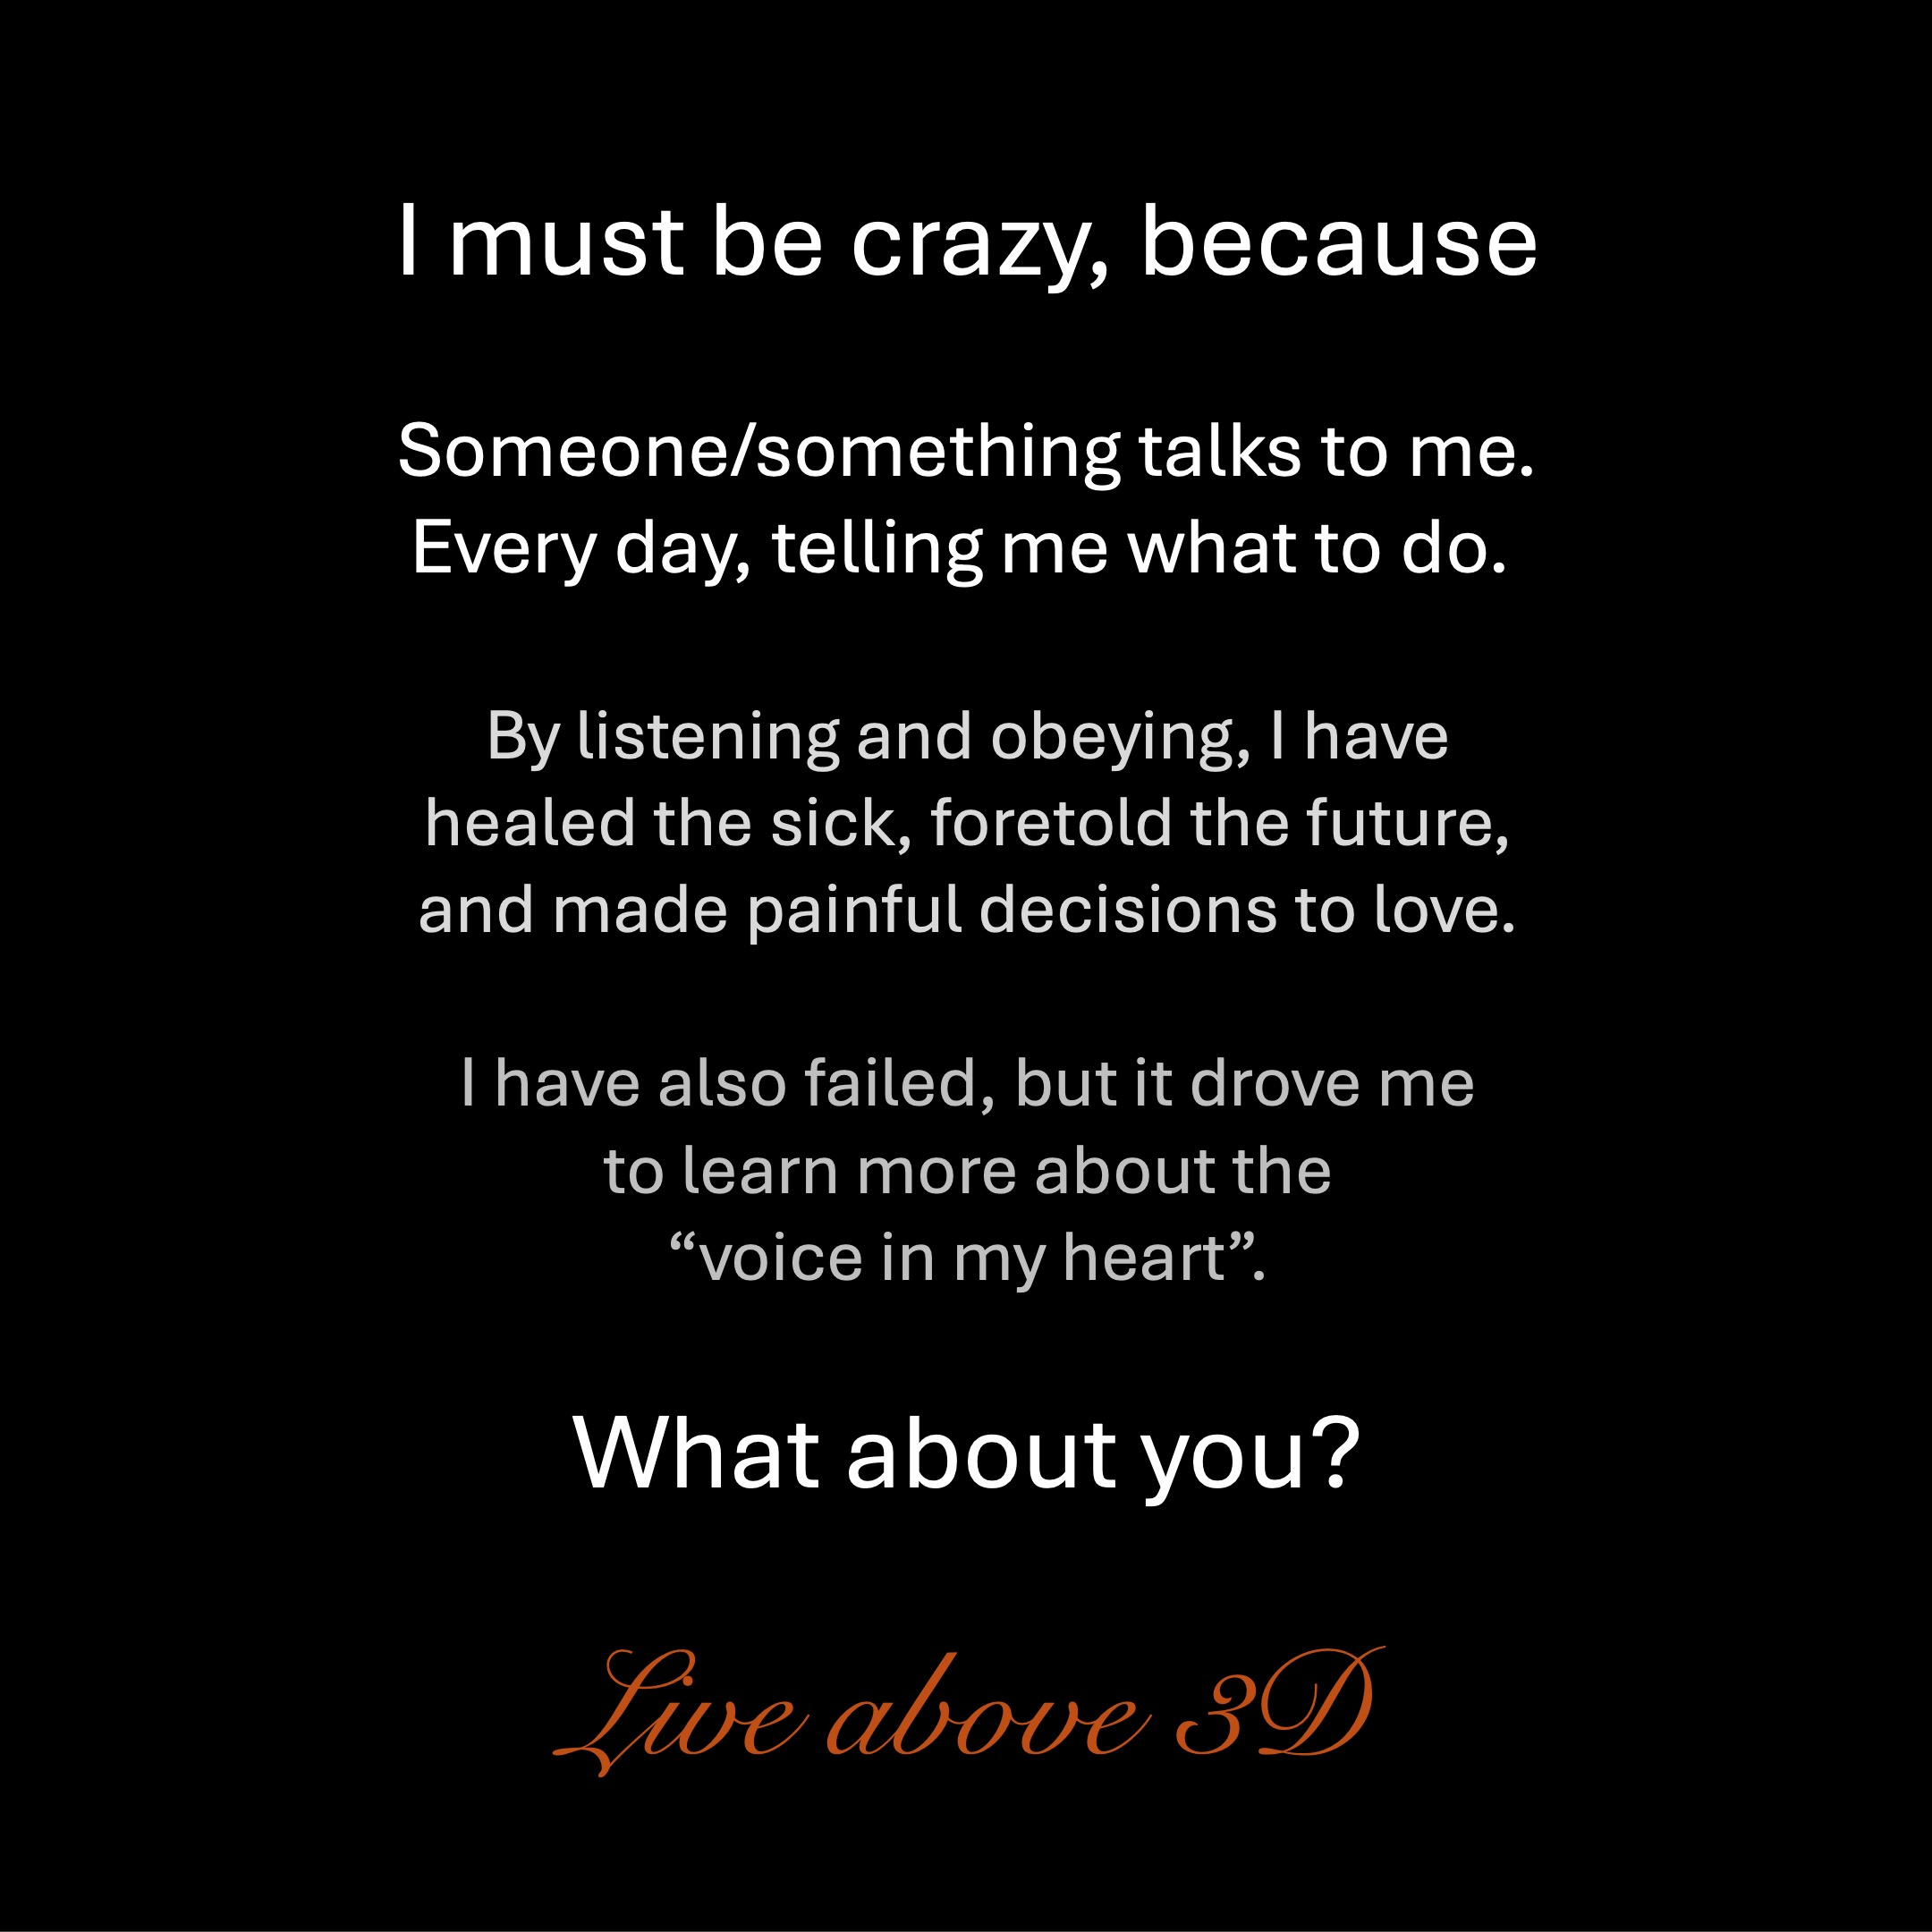 I must be crazy, because
Someone/something talks to me.
Every day, telling me what to do.
By listening and obeying, I have
healed the sick, foretold the future,
and made painful decisions to love.
I have also failed, but it drove me
to learn more about the
“voice in my heart”.
What about you?
Live above 3D